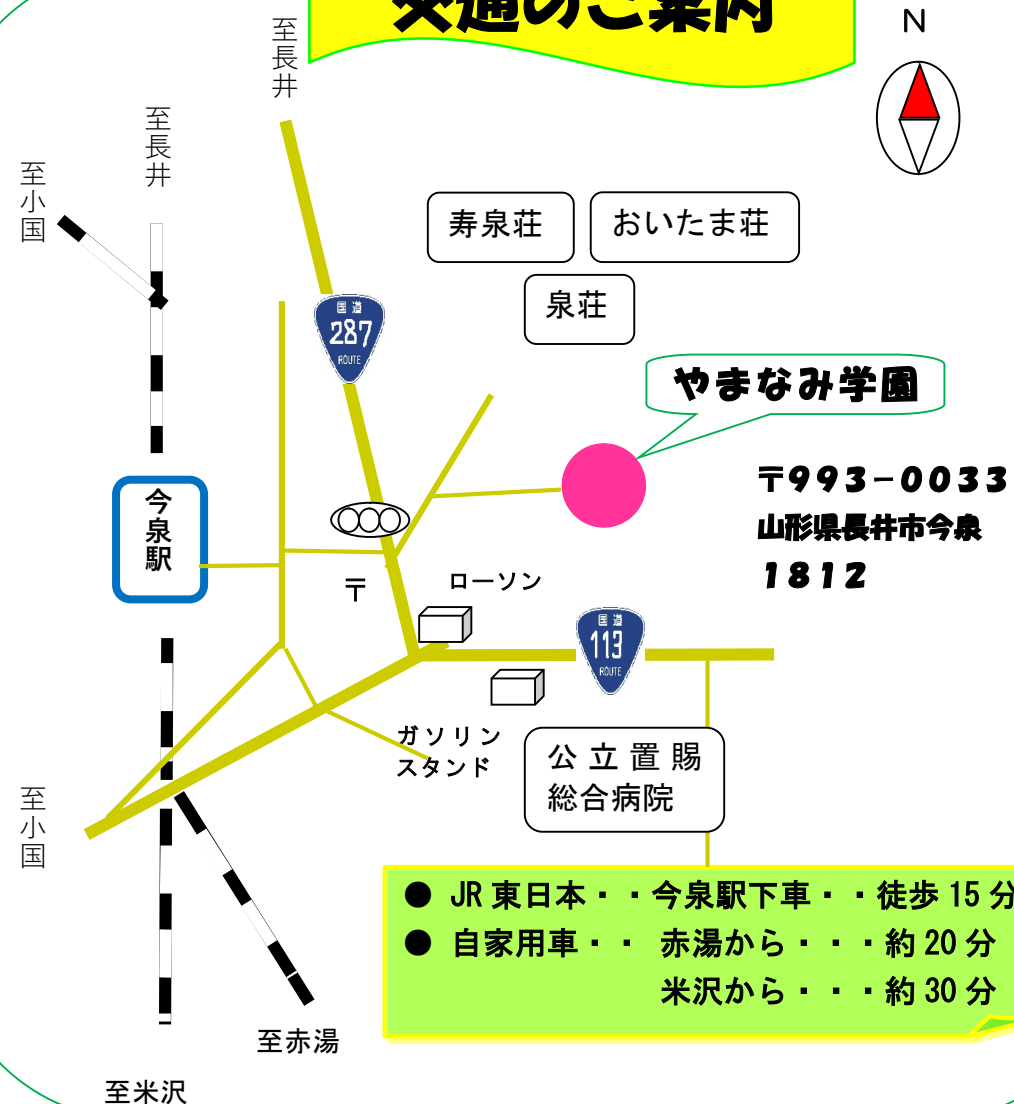 交通のご案内
N
至長井
至長井
至小国
寿泉荘
おいたま荘
泉荘
国道
287
ROUTE
やまなみ学園
〒993-0033
山形県長井市今泉
1812
今泉駅
〒
ローソン
国道
113
ROUTE
ガソリン
スタンド
公立置賜
総合病院
至小国
● JR東日本・・今泉駅下車・・徒歩15分
● 自家用車・・ 赤湯から・・・約20分
米沢から・・・約30分
至赤湯
至米沢